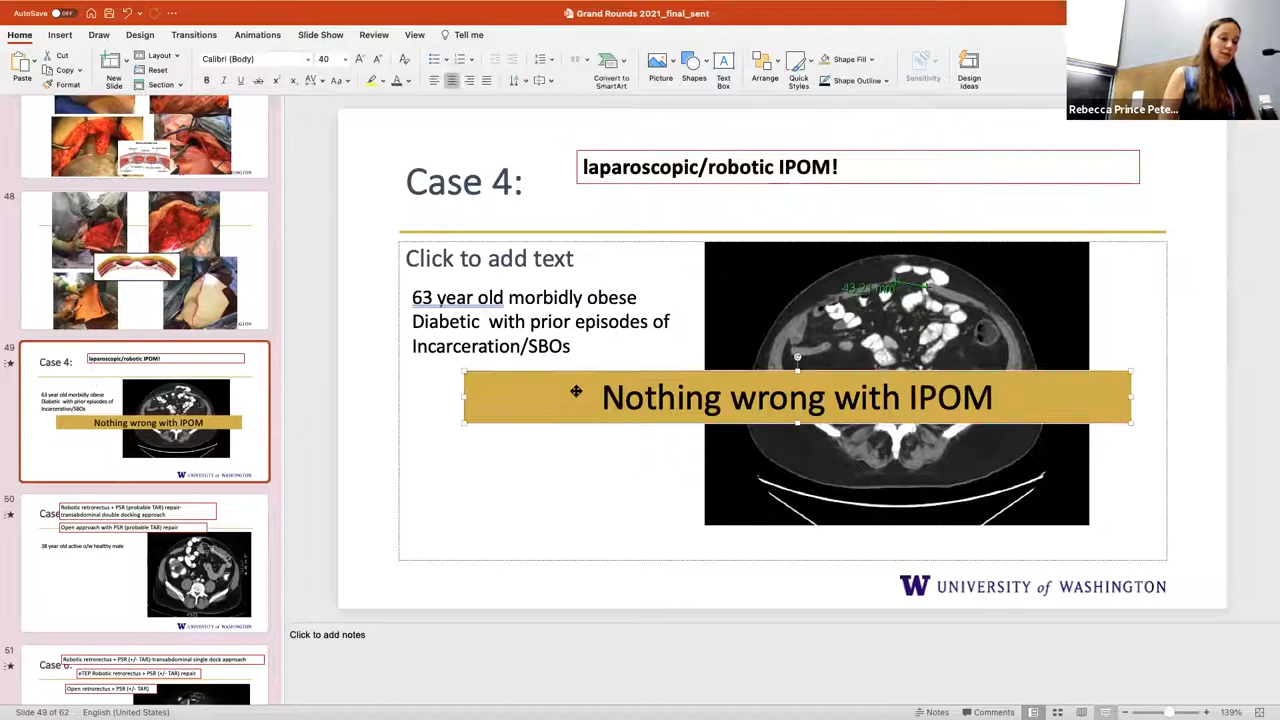 AutoSave OFF
Grand Rounds 2021_final_sent
Home Insert Draw Design Transitions Animations Slide Show Review View Tell me
Paste
Cut
Copy
Format
New
Slide
Layout
Reset
Section
Calibri (Body) 40
Convert to
SmartArt
Picture
Shapes
Text
Box
Arrange
Quick
Styles
Shape Fill
Shape Outline
Sensitivity
Design
Ideas
Rebecca Prince Pete...
48
49
Case 4:
laparoscopic/robotic IPOM!
63 year old morbidly obese
Diabetic with prior episodes of
Incarceration/SBOs
Nothing wrong with IPOM
W UNIVERSITY of WASHINGTON
50
Robotic retrorectus + PSR (probable TAR) repair-
transabdominal double docking approach
Open approach with PSR (probable TAR) repair
38 year old active o/w healthy male
W UNIVERSITY of WASHINGTON
51
Robotic retrorectus + PSR (+/- TAR)-transabdominal single dock approach
eTEP Robotic retrorectus + PSR (+/- TAR) repair
Open retrorectus + PSR (+/- TAR)
Case 4:
laparoscopic/robotic IPOM!
Click to add text
63 year old morbidly obese
Diabetic with prior episodes of
Incarceration/SBOs
43.21 mm
Nothing wrong with IPOM
W UNIVERSITY of WASHINGTON
Click to add notes
Slide 49 of 62 English (United States)
Notes Comments 139%